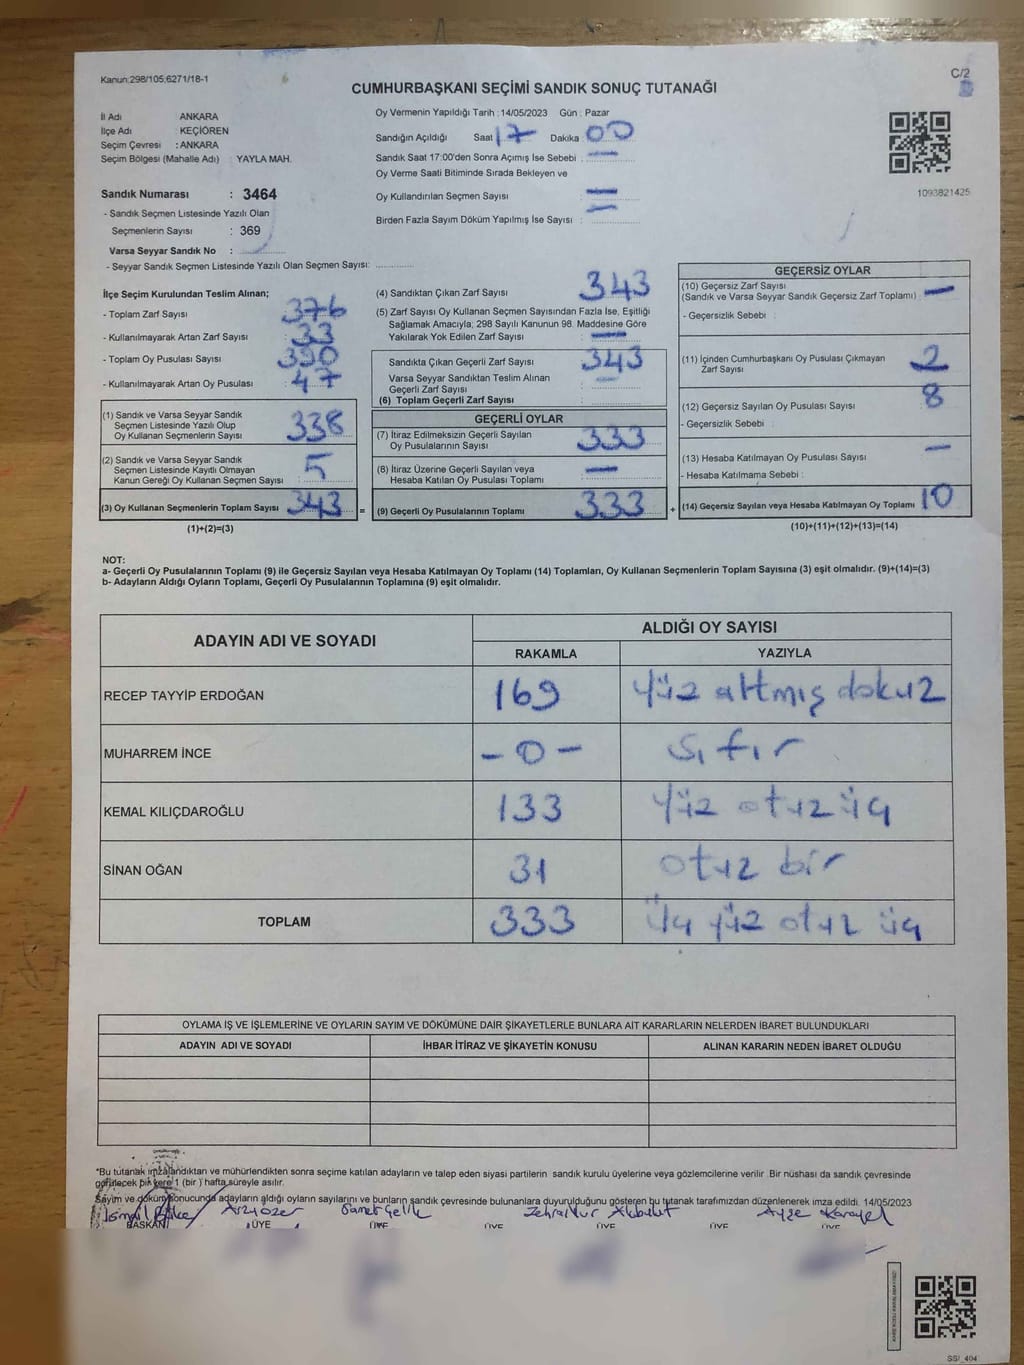 Kanun:298/105;6271/18-1
C/2
CUMHURBAŞKANI SEÇİMİ SANDIK SONUÇ TUTANAĞI
İl Adı ANKARA
İlçe Adı : KEÇİÖREN
Seçim Çevresi : ANKARA
Seçim Bölgesi (Mahalle Adı) : YAYLA MAH.
Sandık Numarası : 3464
- Sandık Seçmen Listesinde Yazılı Olan
Seçmenlerin Sayısı : 369
Varsa Seyyar Sandık No :
- Seyyar Sandık Seçmen Listesinde Yazılı Olan Seçmen Sayısı:
Oy Vermenin Yapıldığı Tarih : 14/05/2023 Gün : Pazar
Sandığın Açıldığı Saat 17 Dakika 00
Sandık Saat 17:00'den Sonra Açımış İse Sebebi : —
Oy Verme Saati Bitiminde Sırada Bekleyen ve
Oy Kullandırılan Seçmen Sayısı —
Birden Fazla Sayım Döküm Yapılmış İse Sayısı : —
1093821425
İlçe Seçim Kurulundan Teslim Alınan;
- Toplam Zarf Sayısı : 376
- Kullanılmayarak Artan Zarf Sayısı : 33
- Toplam Oy Pusulası Sayısı : 390
- Kullanılmayarak Artan Oy Pusulası : 47
(1) Sandık ve Varsa Seyyar Sandık
Seçmen Listesinde Yazılı Olup
Oy Kullanan Seçmenlerin Sayısı : 338
(2) Sandık ve Varsa Seyyar Sandık
Seçmen Listesinde Kayıtlı Olmayan
Kanun Gereği Oy Kullanan Seçmen Sayısı : 5
(3) Oy Kullanan Seçmenlerin Toplam Sayısı : 343 =
(1)+(2)=(3)
(4) Sandıktan Çıkan Zarf Sayısı 343
(5) Zarf Sayısı Oy Kullanan Seçmen Sayısından Fazla İse, Eşitliği
Sağlamak Amacıyla; 298 Sayılı Kanunun 98. Maddesine Göre
Yakılarak Yok Edilen Zarf Sayısı : —
Sandıkta Çıkan Geçerli Zarf Sayısı : 343
Varsa Seyyar Sandıktan Teslim Alınan
Geçerli Zarf Sayısı : —
(6) Toplam Geçerli Zarf Sayısı :
GEÇERLİ OYLAR
(7) İtiraz Edilmeksizin Geçerli Sayılan
Oy Pusulalarının Sayısı : 333
(8) İtiraz Üzerine Geçerli Sayılan veya
Hesaba Katılan Oy Pusulası Toplamı : —
(9) Geçerli Oy Pusulalarının Toplamı : 333 +
GEÇERSİZ OYLAR
(10) Geçersiz Zarf Sayısı
(Sandık ve Varsa Seyyar Sandık Geçersiz Zarf Toplamı) : —
- Geçersizlik Sebebi :
(11) İçinden Cumhurbaşkanı Oy Pusulası Çıkmayan
Zarf Sayısı : 2
(12) Geçersiz Sayılan Oy Pusulası Sayısı : 8
- Geçersizlik Sebebi :
(13) Hesaba Katılmayan Oy Pusulası Sayısı : —
- Hesaba Katılmama Sebebi :
(14) Geçersiz Sayılan veya Hesaba Katılmayan Oy Toplamı 10
(10)+(11)+(12)+(13)=(14)
NOT:
a- Geçerli Oy Pusulalarının Toplamı (9) ile Geçersiz Sayılan veya Hesaba Katılmayan Oy Toplamı (14) Toplamları, Oy Kullanan Seçmenlerin Toplam Sayısına (3) eşit olmalıdır. (9)+(14)=(3)
b- Adayların Aldığı Oyların Toplamı, Geçerli Oy Pusulalarının Toplamına (9) eşit olmalıdır.
ADAYIN ADI VE SOYADI ALDIĞI OY SAYISI
RAKAMLA YAZIYLA
RECEP TAYYİP ERDOĞAN 169 Yüz altmış dokuz
MUHARREM İNCE - 0 - Sıfır
KEMAL KILIÇDAROĞLU 133 Yüz otuz üç
SİNAN OĞAN 31 otuz bir
TOPLAM 333 üç yüz otuz üç
OYLAMA İŞ VE İŞLEMLERİNE VE OYLARIN SAYIM VE DÖKÜMÜNE DAİR ŞİKAYETLERLE BUNLARA AİT KARARLARIN NELERDEN İBARET BULUNDUKLARI
ADAYIN ADI VE SOYADI İHBAR İTİRAZ VE ŞİKAYETİN KONUSU ALINAN KARARIN NEDEN İBARET OLDUĞU
*Bu tutanak imzalandıktan ve mühürlendikten sonra seçime katılan adayların ve talep eden siyasi partilerin sandık kurulu üyelerine veya gözlemcilerine verilir. Bir nüshası da sandık çevresinde
görülecek bir yere 1 (bir ) hafta süreyle asılır.
Sayım ve döküm sonucunda adayların aldığı oyların sayılarını ve bunların sandık çevresinde bulunanlara duyurulduğunu gösteren bu tutanak tarafımızdan düzenlenerek imza edildi. 14/05/2023
İsmail Arzu Özer Samet Çelik Zehra Nur Akbulut Ayşe Karayel
BAŞKAN ÜYE ÜYE ÜYE ÜYE ÜYE ÜYE
SSI_404